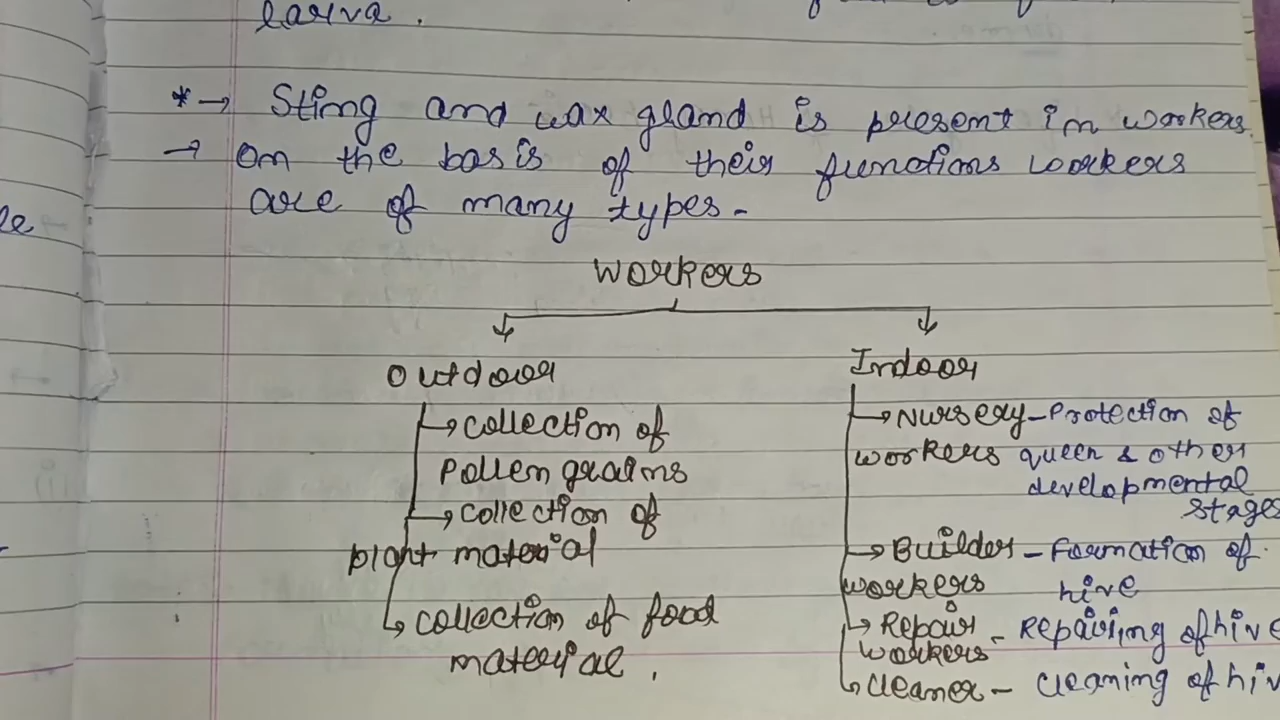 larva.
*→ Sting and wax gland is present in workers.
→ On the basis of their functions workers
are of many types-
Workers
Outdoor
→ collection of
Pollen grains
→ collection of
plant material
→ collection of food
material.
Indoor
→ Nursery workers - Protection of
queen & other
developmental
stages
→ Builder workers - Formation of
hive
→ Repair workers - Repairing of hive
→ cleaner - cleaning of hiv